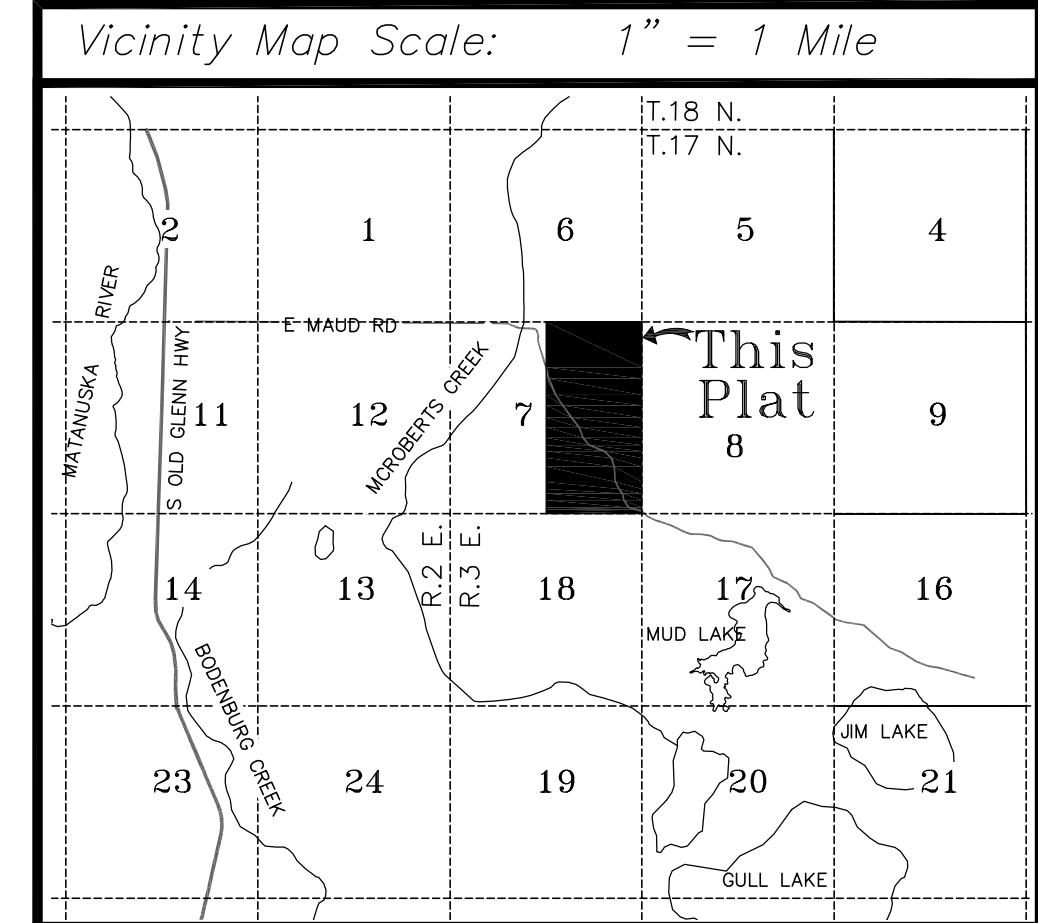 Vicinity Map Scale: 1” = 1 Mile
T.18 N.
T.17 N.
2
1
6
5
4
RIVER
E MAUD RD
This
Plat
MATANUSKA
S OLD GLENN HWY
11
12
MCROBERTS CREEK
7
8
9
R.2 E.
R.3 E.
14
13
18
17
16
MUD LAKE
BODENBURG CREEK
JIM LAKE
23
24
19
20
21
GULL LAKE